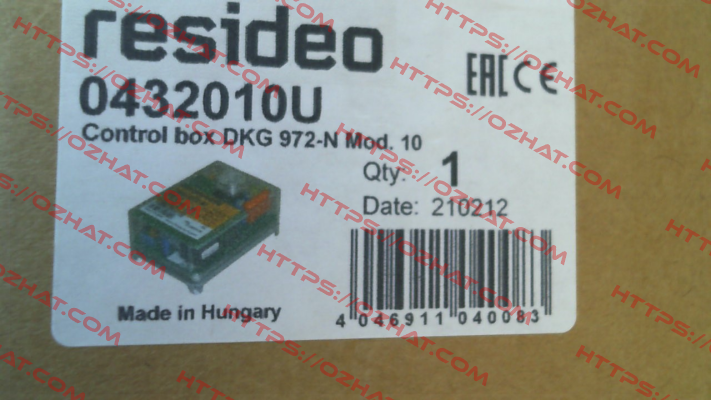 resideo
EAC CE
0432010U
Control box DKG 972-N Mod. 10
Qty: 1
Date: 210212
Made in Hungary
4 046911 040083
HTTPS://OZHAT.COM